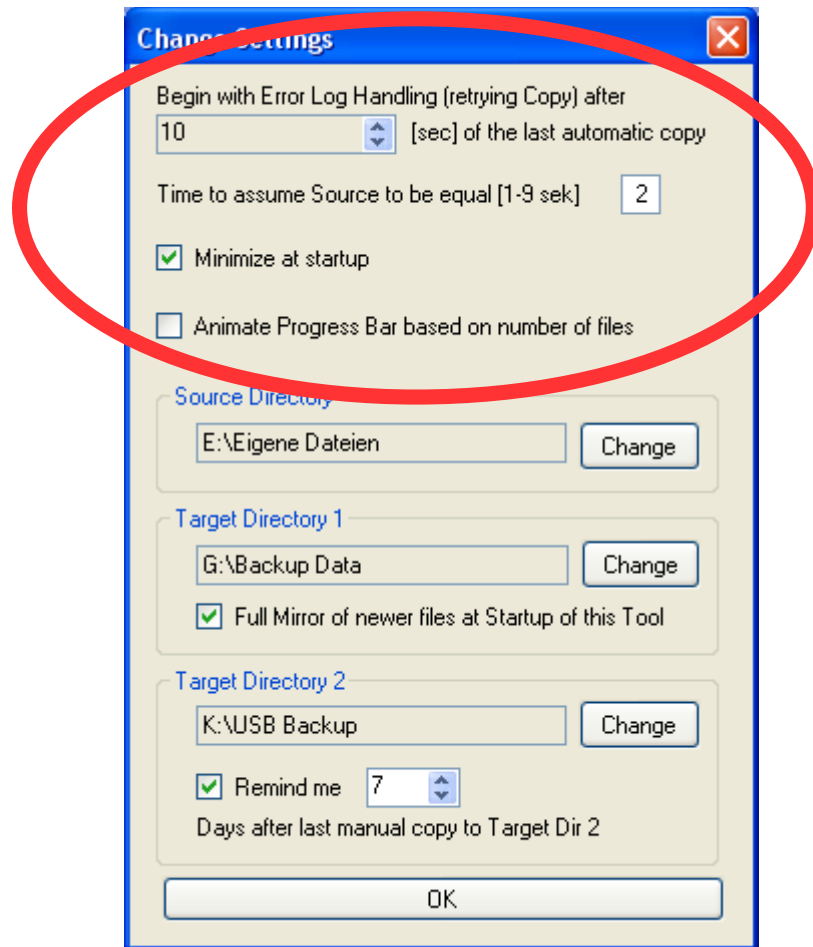 Change Settings
Begin with Error Log Handling (retrying Copy) after
10 [sec] of the last automatic copy
Time to assume Source to be equal [1-9 sek] 2
Minimize at startup
Animate Progress Bar based on number of files
Source Directory
E:\Eigene Dateien Change
Target Directory 1
G:\Backup Data Change
Full Mirror of newer files at Startup of this Tool
Target Directory 2
K:\USB Backup Change
Remind me 7
Days after last manual copy to Target Dir 2
OK